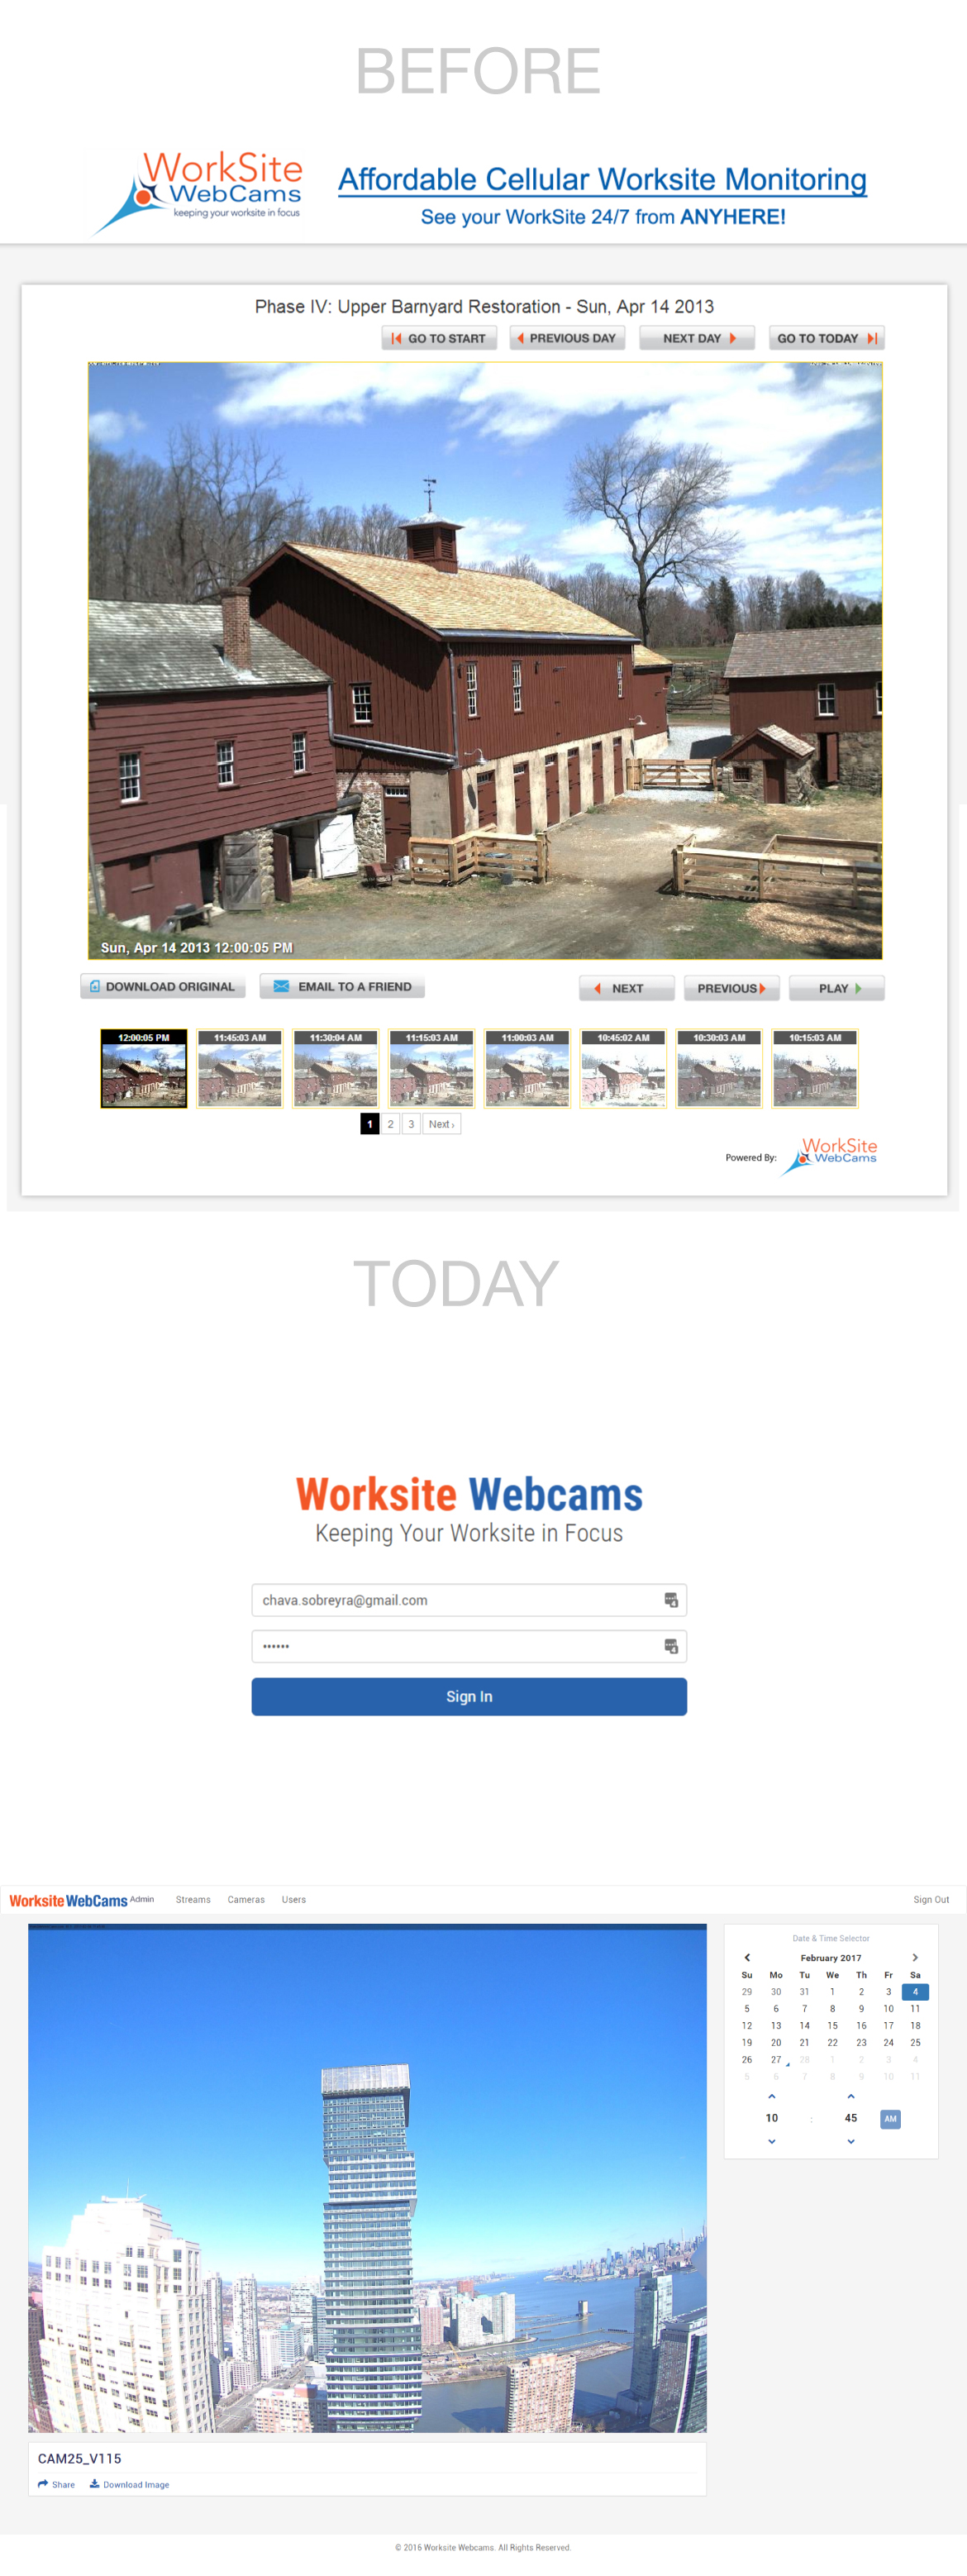 BEFORE
WorkSite
WebCams
keeping your worksite in focus
Affordable Cellular Worksite Monitoring
See your WorkSite 24/7 from ANYHERE!
Phase IV: Upper Barnyard Restoration - Sun, Apr 14 2013
GO TO START PREVIOUS DAY NEXT DAY GO TO TODAY
Sun, Apr 14 2013 12:00:05 PM
DOWNLOAD ORIGINAL EMAIL TO A FRIEND NEXT PREVIOUS PLAY
12:00:05 PM 11:45:03 AM 11:30:04 AM 11:15:03 AM 11:00:03 AM 10:45:02 AM 10:30:03 AM 10:15:03 AM
1 2 3 Next ›
Powered By: WorkSite
WebCams
TODAY
Worksite Webcams
Keeping Your Worksite in Focus
chava.sobreyra@gmail.com
••••••
Sign In
Worksite WebCams Admin Streams Cameras Users Sign Out
Date & Time Selector
February 2017
Su Mo Tu We Th Fr Sa
29 30 31 1 2 3 4
5 6 7 8 9 10 11
12 13 14 15 16 17 18
19 20 21 22 23 24 25
26 27 28 1 2 3 4
5 6 7 8 9 10 11
10 : 45 AM
CAM25_V115
Share Download Image
© 2016 Worksite Webcams. All Rights Reserved.